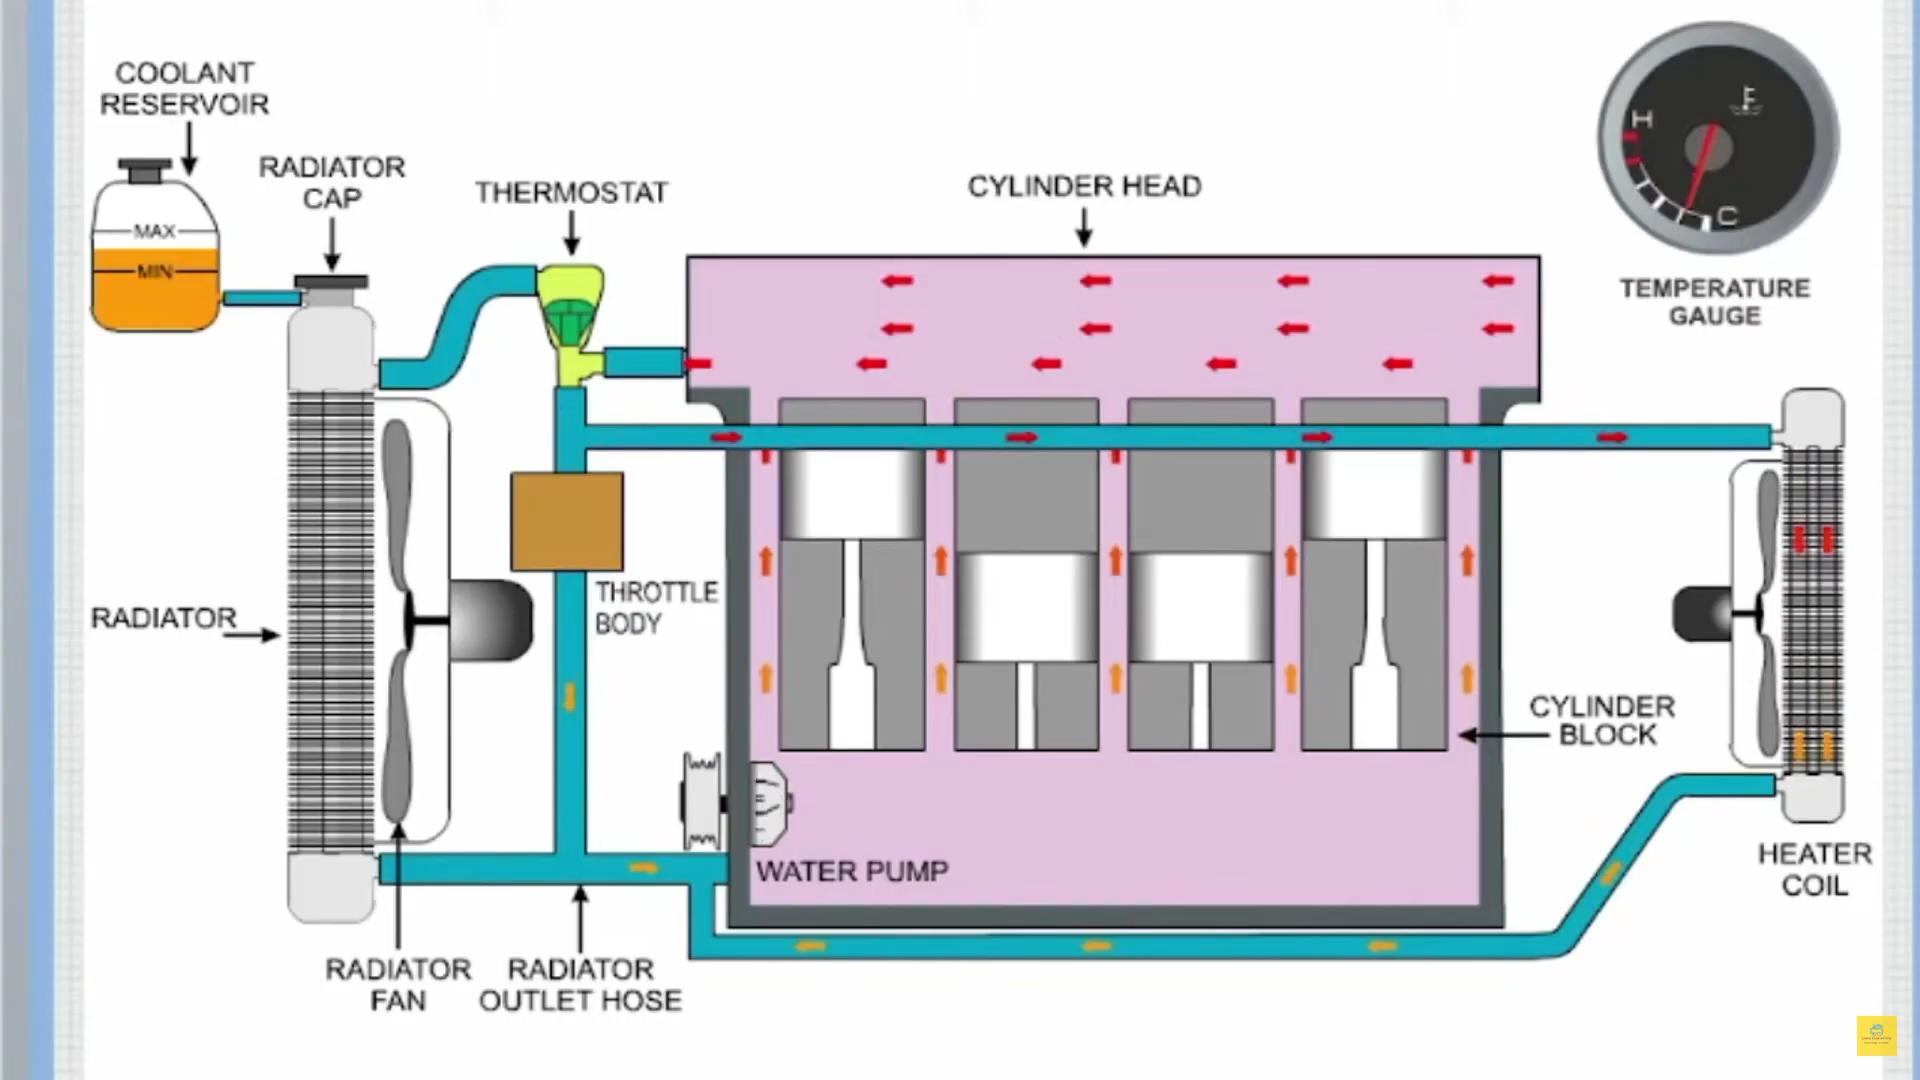 COOLANT
RESERVOIR
RADIATOR
CAP
THERMOSTAT
CYLINDER HEAD
H
C
TEMPERATURE
GAUGE
MAX
MIN
RADIATOR
THROTTLE
BODY
CYLINDER
BLOCK
WATER PUMP
HEATER
COIL
RADIATOR
FAN
RADIATOR
OUTLET HOSE